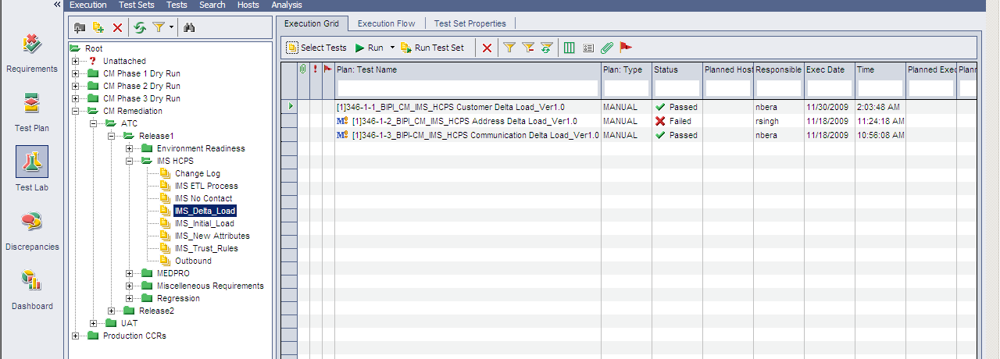 Execution Test Sets Tests Search Hosts Analysis
Requirements
Test Plan
Test Lab
Discrepancies
Dashboard
Root
Unattached
CM Phase 1 Dry Run
CM Phase 2 Dry Run
CM Phase 3 Dry Run
CM Remediation
ATC
Release1
Environment Readiness
IMS HCPS
Change Log
IMS ETL Process
IMS No Contact
IMS_Delta_Load
IMS_Initial_Load
IMS_New Attributes
IMS_Trust_Rules
Outbound
MEDPRO
Miscelleneous Requirements
Regression
Release2
UAT
Production CCRs
Execution Grid Execution Flow Test Set Properties
Select Tests Run Run Test Set
Plan: Test Name Plan: Type Status Planned Host Responsible Exec Date Time Planned Exec Plann
[1]346-1-1_BIPI_CM_IMS_HCPS Customer Delta Load_Ver1.0 MANUAL Passed nbera 11/30/2009 2:03:48 AM
[1]346-1-2_BIPI_CM_IMS_HCPS Address Delta Load_Ver1.0 MANUAL Failed rsingh 11/18/2009 11:24:18 AM
[1]346-1-3_BIPI-CM_IMS_HCPS Communication Delta Load_Ver1.0 MANUAL Passed nbera 11/18/2009 10:56:08 AM